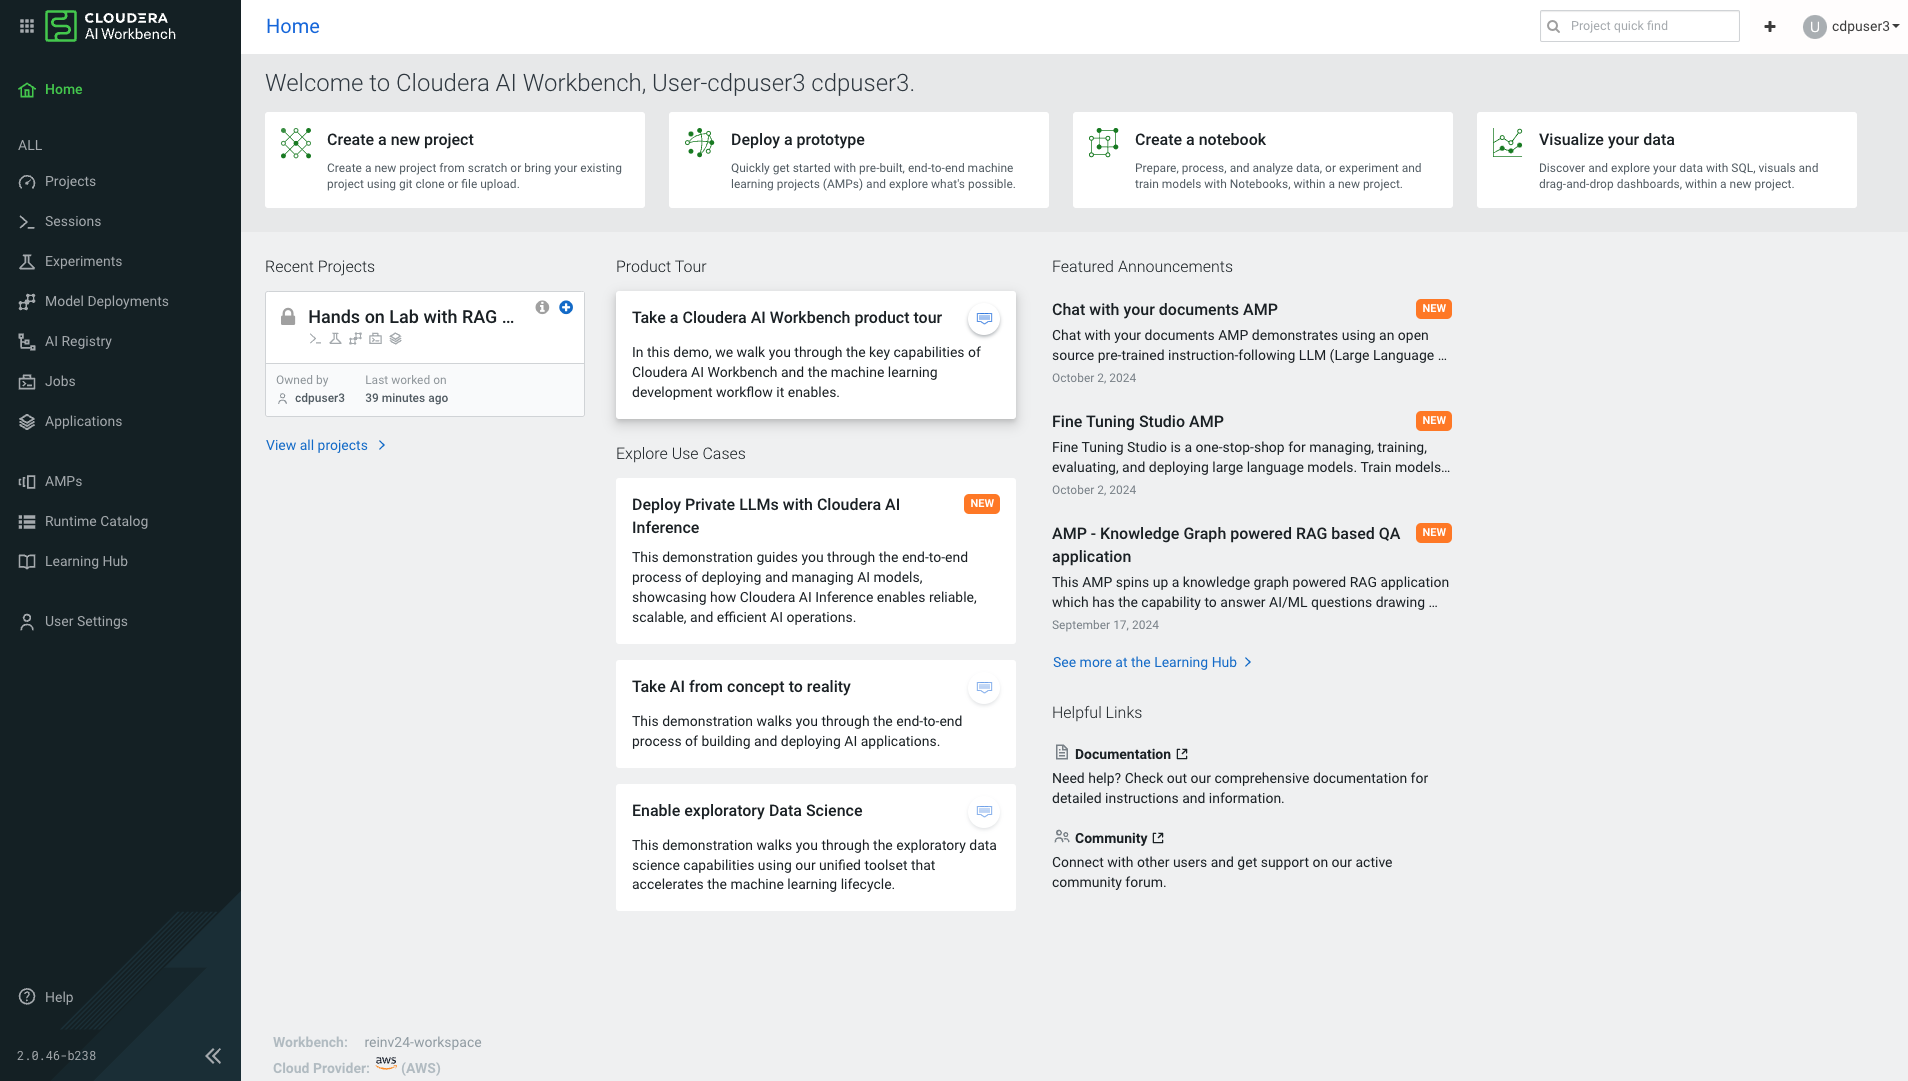 CLOUDERA
AI Workbench
Home
ALL
Projects
Sessions
Experiments
Model Deployments
AI Registry
Jobs
Applications
AMPs
Runtime Catalog
Learning Hub
User Settings
Help
2.0.46-b238
Home
Project quick find
U cdpuser3
Welcome to Cloudera AI Workbench, User-cdpuser3 cdpuser3.
Create a new project
Create a new project from scratch or bring your existing
project using git clone or file upload.
Deploy a prototype
Quickly get started with pre-built, end-to-end machine
learning projects (AMPs) and explore what's possible.
Create a notebook
Prepare, process, and analyze data, or experiment and
train models with Notebooks, within a new project.
Visualize your data
Discover and explore your data with SQL, visuals and
drag-and-drop dashboards, within a new project.
Recent Projects
Hands on Lab with RAG ...
Owned by
cdpuser3
Last worked on
39 minutes ago
View all projects
Product Tour
Take a Cloudera AI Workbench product tour
In this demo, we walk you through the key capabilities of
Cloudera AI Workbench and the machine learning
development workflow it enables.
Explore Use Cases
Deploy Private LLMs with Cloudera AI
Inference
NEW
This demonstration guides you through the end-to-end
process of deploying and managing AI models,
showcasing how Cloudera AI Inference enables reliable,
scalable, and efficient AI operations.
Take AI from concept to reality
This demonstration walks you through the end-to-end
process of building and deploying AI applications.
Enable exploratory Data Science
This demonstration walks you through the exploratory data
science capabilities using our unified toolset that
accelerates the machine learning lifecycle.
Featured Announcements
Chat with your documents AMP
NEW
Chat with your documents AMP demonstrates using an open
source pre-trained instruction-following LLM (Large Language ...
October 2, 2024
Fine Tuning Studio AMP
NEW
Fine Tuning Studio is a one-stop-shop for managing, training,
evaluating, and deploying large language models. Train models...
October 2, 2024
AMP - Knowledge Graph powered RAG based QA
application
NEW
This AMP spins up a knowledge graph powered RAG application
which has the capability to answer AI/ML questions drawing ...
September 17, 2024
See more at the Learning Hub
Helpful Links
Documentation
Need help? Check out our comprehensive documentation for
detailed instructions and information.
Community
Connect with other users and get support on our active
community forum.
Workbench: reinv24-workspace
Cloud Provider: aws (AWS)